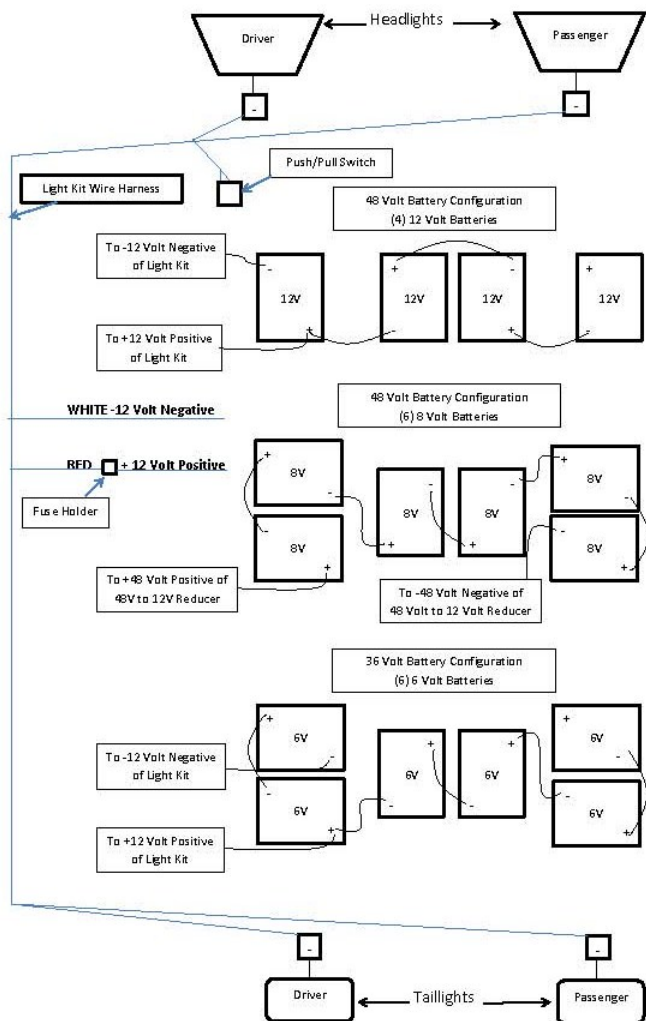 Headlights
Driver
Passenger
-
-
Push/Pull Switch
Light Kit Wire Harness
48 Volt Battery Configuration
(4) 12 Volt Batteries
To -12 Volt Negative
of Light Kit
-
+
-
+
12V
12V
12V
12V
+
-
+
-
To +12 Volt Positive
of Light Kit
48 Volt Battery Configuration
(6) 8 Volt Batteries
WHITE -12 Volt Negative
RED + 12 Volt Positive
Fuse Holder
+
8V
-
-
8V
+
-
8V
+
-
8V
+
+
8V
-
-
8V
+
To +48 Volt Positive of
48V to 12V Reducer
To -48 Volt Negative of
48 Volt to 12 Volt Reducer
36 Volt Battery Configuration
(6) 6 Volt Batteries
+
6V
-
-
6V
+
+
6V
-
+
6V
-
+
6V
-
-
6V
+
To -12 Volt Negative
of Light Kit
To +12 Volt Positive
of Light Kit
-
-
Driver
Taillights
Passenger